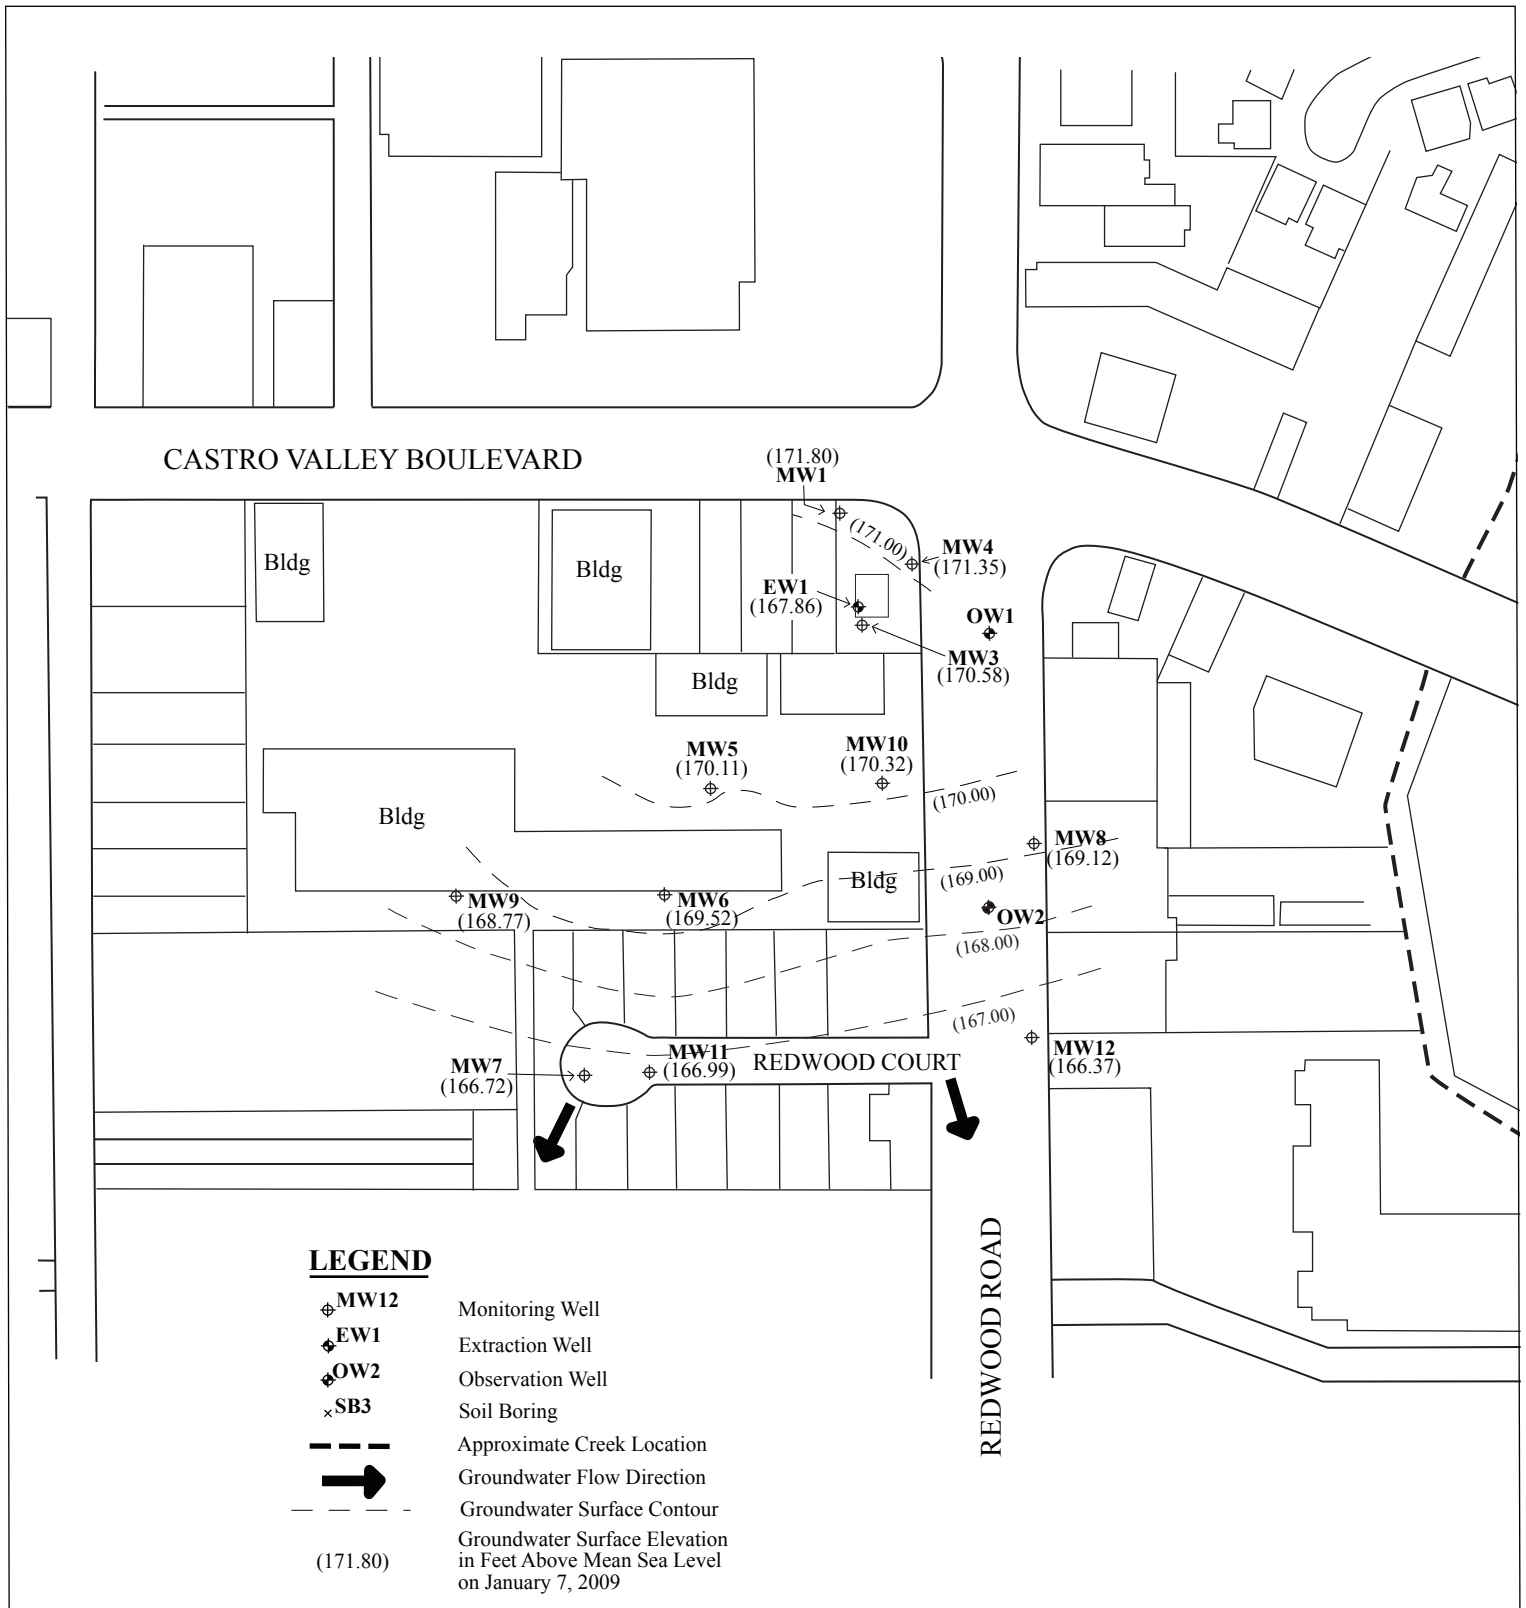 CASTRO VALLEY BOULEVARD
(171.80)
MW1
(171.00)
MW4
(171.35)
Bldg
Bldg
EW1
(167.86)
OW1
MW3
(170.58)
Bldg
MW5
(170.11)
MW10
(170.32)
(170.00)
Bldg
MW8
(169.12)
Bldg
(169.00)
MW9
(168.77)
MW6
(169.52)
OW2
(168.00)
(167.00)
MW7
(166.72)
MW11
(166.99)
REDWOOD COURT
MW12
(166.37)
REDWOOD ROAD
LEGEND
MW12 Monitoring Well
EW1 Extraction Well
OW2 Observation Well
SB3 Soil Boring
Approximate Creek Location
Groundwater Flow Direction
Groundwater Surface Contour
(171.80)
Groundwater Surface Elevation
in Feet Above Mean Sea Level
on January 7, 2009